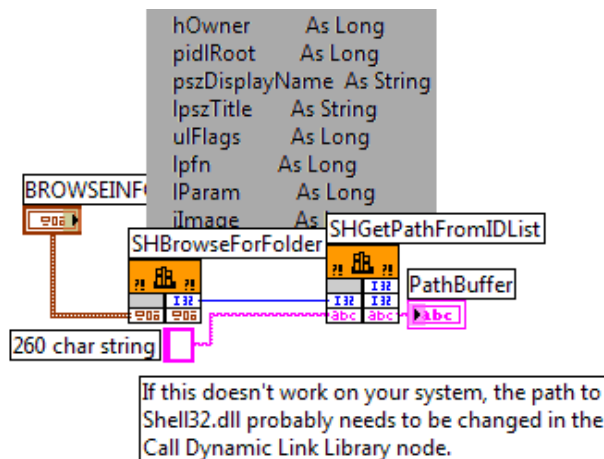 hOwner As Long
pidlRoot As Long
pszDisplayName As String
lpszTitle As String
ulFlags As Long
lpfn As Long
lParam As Long
iImage As
BROWSEINF
SHBrowseForFolder
SHGetPathFromIDList
?! ?!
?! ?!
I32
I32
I32 I32
abc abc
PathBuffer
abc
260 char string
If this doesn't work on your system, the path to
Shell32.dll probably needs to be changed in the
Call Dynamic Link Library node.